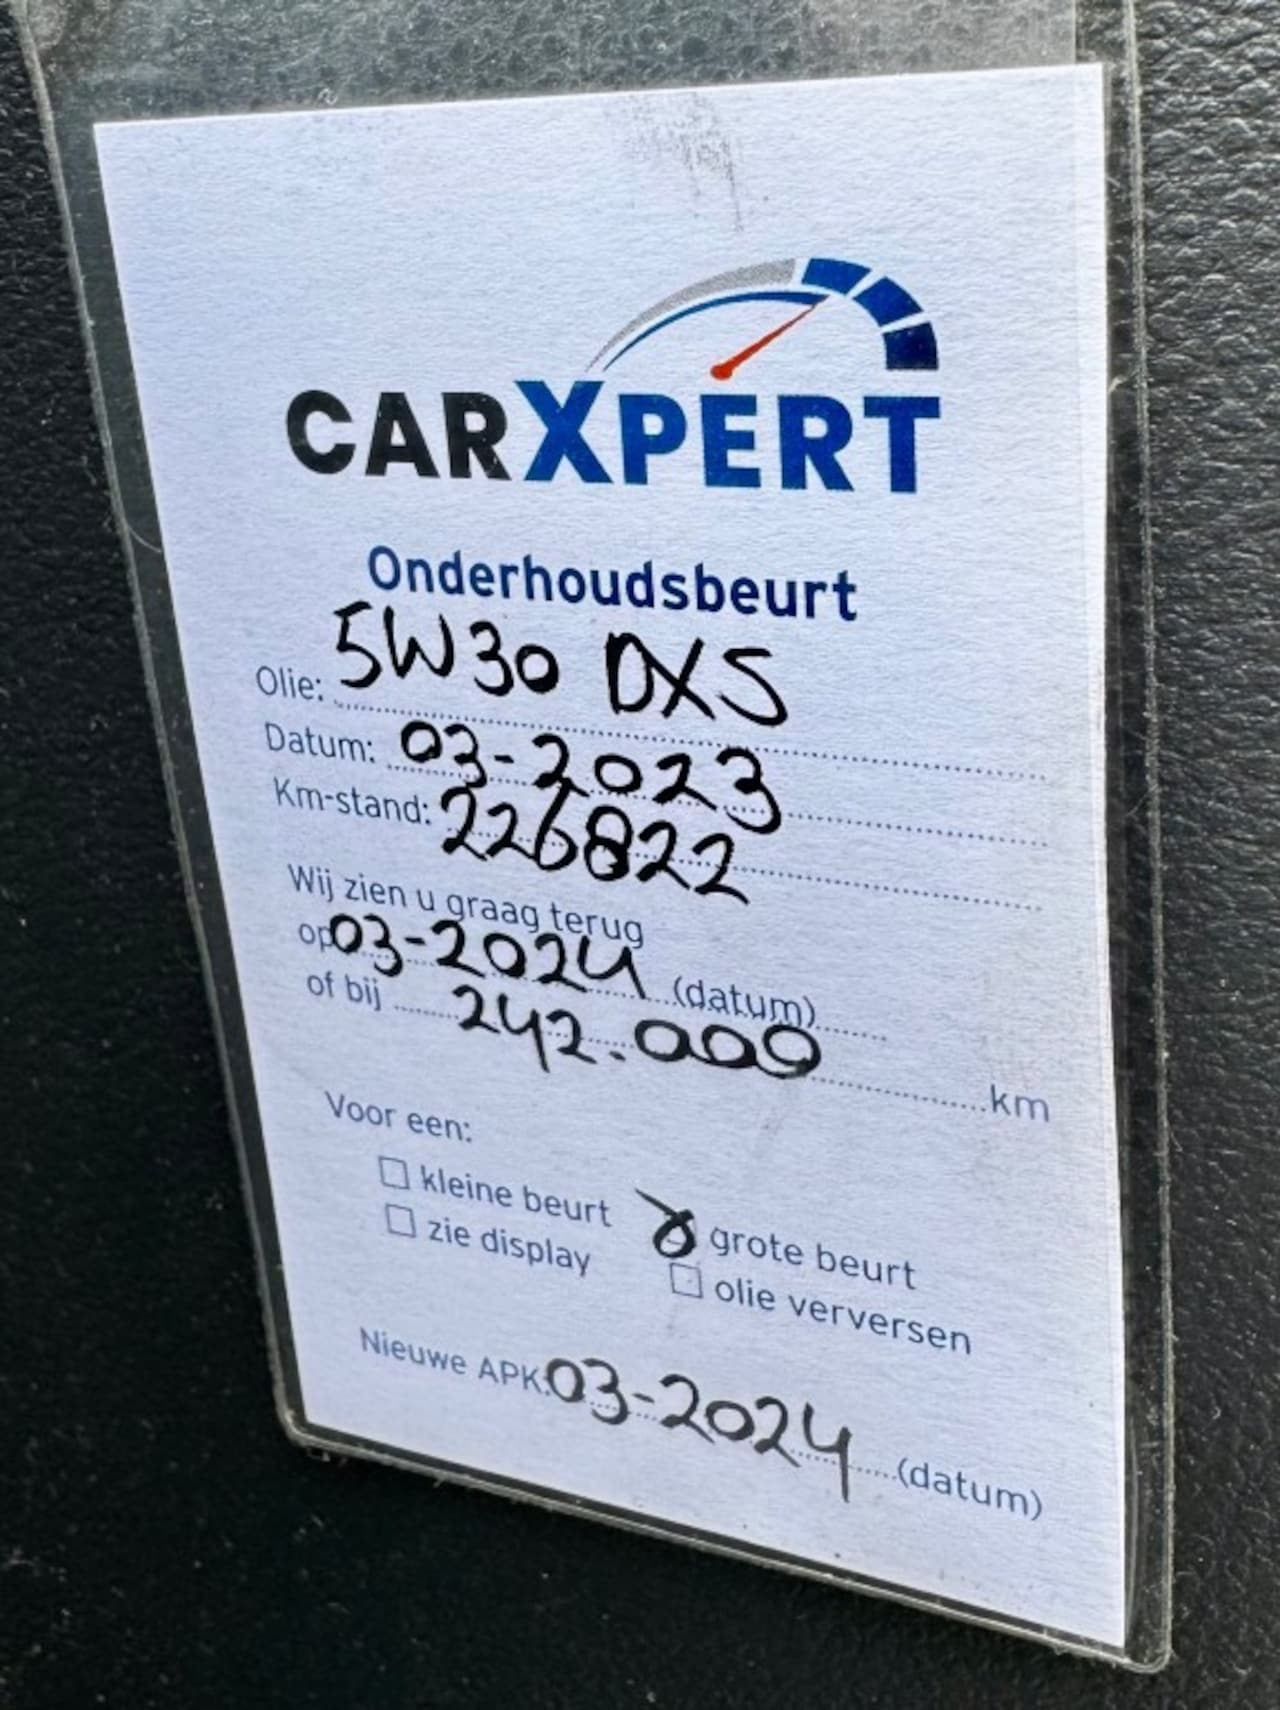 CARXPERT
Onderhoudsbeurt
Olie: 5W30 DXS
Datum: 03-2023
Km-stand: 226822
Wij zien u graag terug
op 03-2024 (datum)
of bij 242.000 km
Voor een:
kleine beurt grote beurt
zie display olie verversen
Nieuwe APK: 03-2024 (datum)